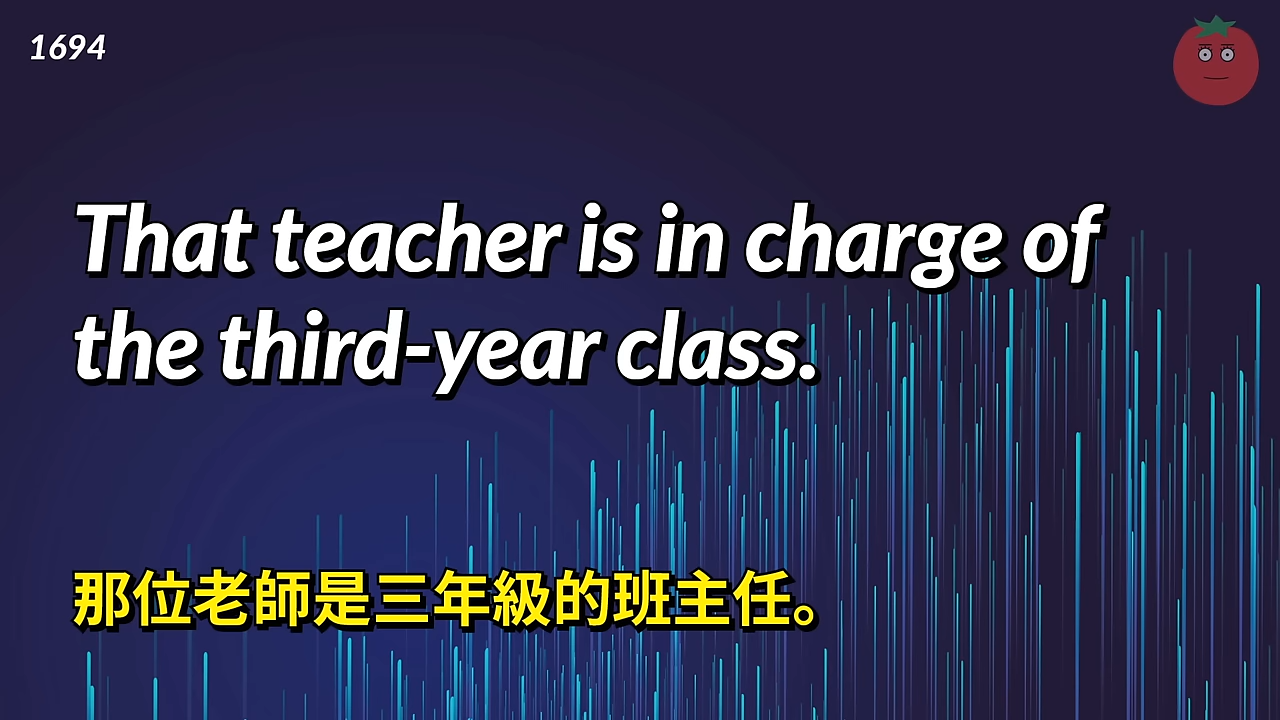 1694
That teacher is in charge of
the third-year class.
那位老師是三年級的班主任。